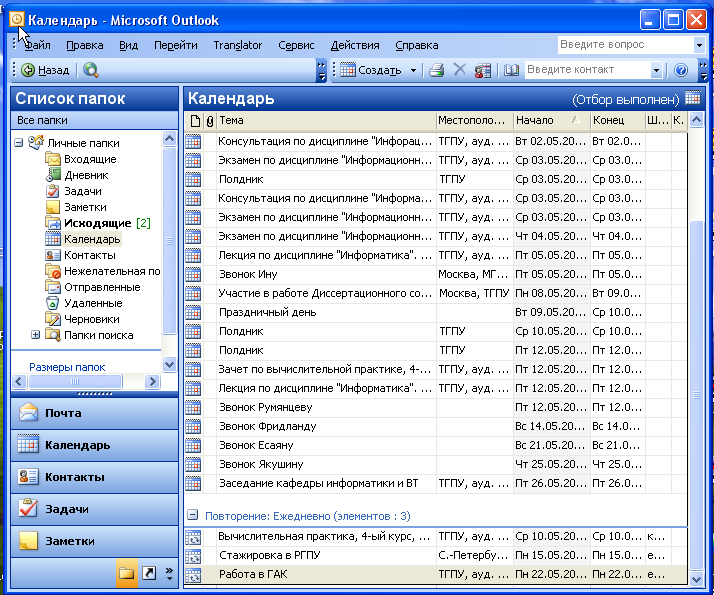 Календарь - Microsoft Outlook
Файл Правка Вид Перейти Translator Сервис Действия Справка Введите вопрос
Назад Создать Введите контакт
Список папок
Все папки
Личные папки
Входящие
Дневник
Задачи
Заметки
Исходящие [2]
Календарь
Контакты
Нежелательная по
Отправленные
Удаленные
Черновики
Папки поиска
Размеры папок
Почта
Календарь
Контакты
Задачи
Заметки
Календарь (Отбор выполнен)
Тема Местополо... Начало Конец Ш... К.
Консультация по дисциплине "Инфорац... ТГПУ, ауд. ... Вт 02.05.20... Вт 02.0...
Экзамен по дисциплине "Информационн... ТГПУ, ауд. ... Ср 03.05.20... Ср 03.0...
Полдник ТГПУ Ср 03.05.20... Ср 03.0...
Консультация по дисциплине "Информа... ТГПУ, ауд. ... Ср 03.05.20... Ср 03.0...
Экзамен по дисциплине "Информационн... ТГПУ, ауд. ... Ср 03.05.20... Ср 03.0...
Экзамен по дисциплине "Информационн... ТГПУ, ауд. ... Чт 04.05.20... Чт 04.0...
Лекция по дисциплине "Информатика". ... ТГПУ, ауд. ... Пт 05.05.20... Пт 05.0...
Звонок Ину Москва, МГ... Пт 05.05.20... Пт 05.0...
Участие в работе Диссертационного со... Москва, ТГПУ Пн 08.05.20... Вт 09.0...
Праздничный день Вт 09.05.20... Ср 10.0...
Полдник ТГПУ Ср 10.05.20... Ср 10.0...
Полдник ТГПУ Пт 12.05.20... Пт 12.0...
Зачет по вычислительной практике, 4-... ТГПУ, ауд. ... Пт 12.05.20... Пт 12.0...
Лекция по дисциплине "Информатика". ... ТГПУ, ауд. ... Пт 12.05.20... Пт 12.0...
Звонок Румянцеву Пт 12.05.20... Пт 12.0...
Звонок Фридланду Вс 14.05.20... Вс 14.0...
Звонок Есаяну Вс 21.05.20... Вс 21.0...
Звонок Якушину Чт 25.05.20... Чт 25.0...
Заседание кафедры информатики и ВТ ТГПУ, ауд. ... Пт 26.05.20... Пт 26.0...
Повторение: Ежедневно (элементов : 3)
Вычислительная практика, 4-ый курс, ... ТГПУ, ауд. ... Ср 10.05.20... Ср 10.0... к...
Стажировка в РГПУ С.-Петербу... Пн 15.05.20... Пн 15.0... е...
Работа в ГАК ТГПУ, ауд. ... Пн 22.05.20... Пн 22.0... е...